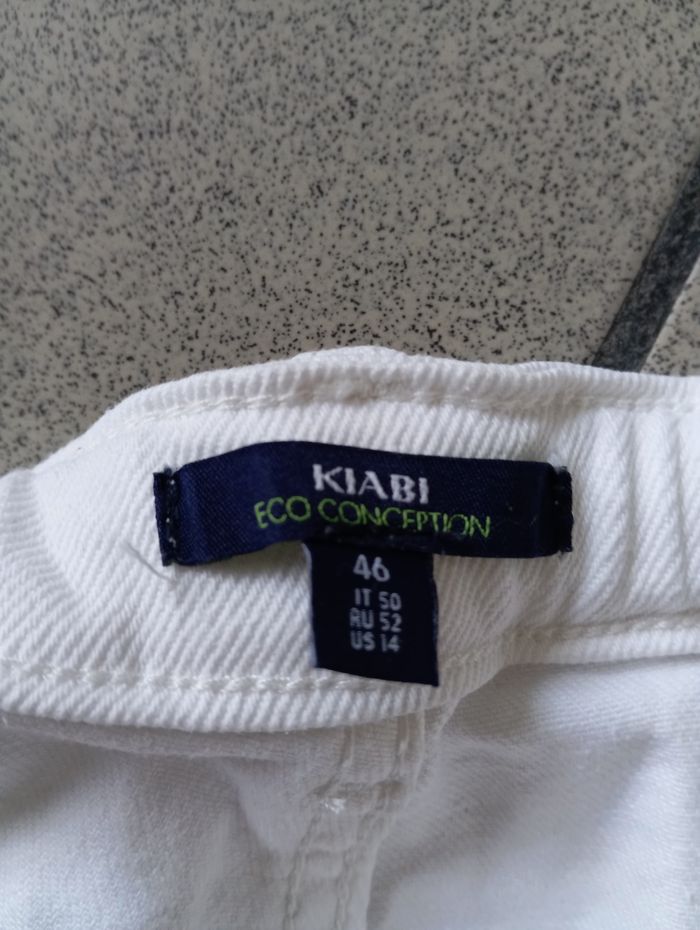 KIABI
ECO CONCEPTION
46
IT 50
RU 52
US 14